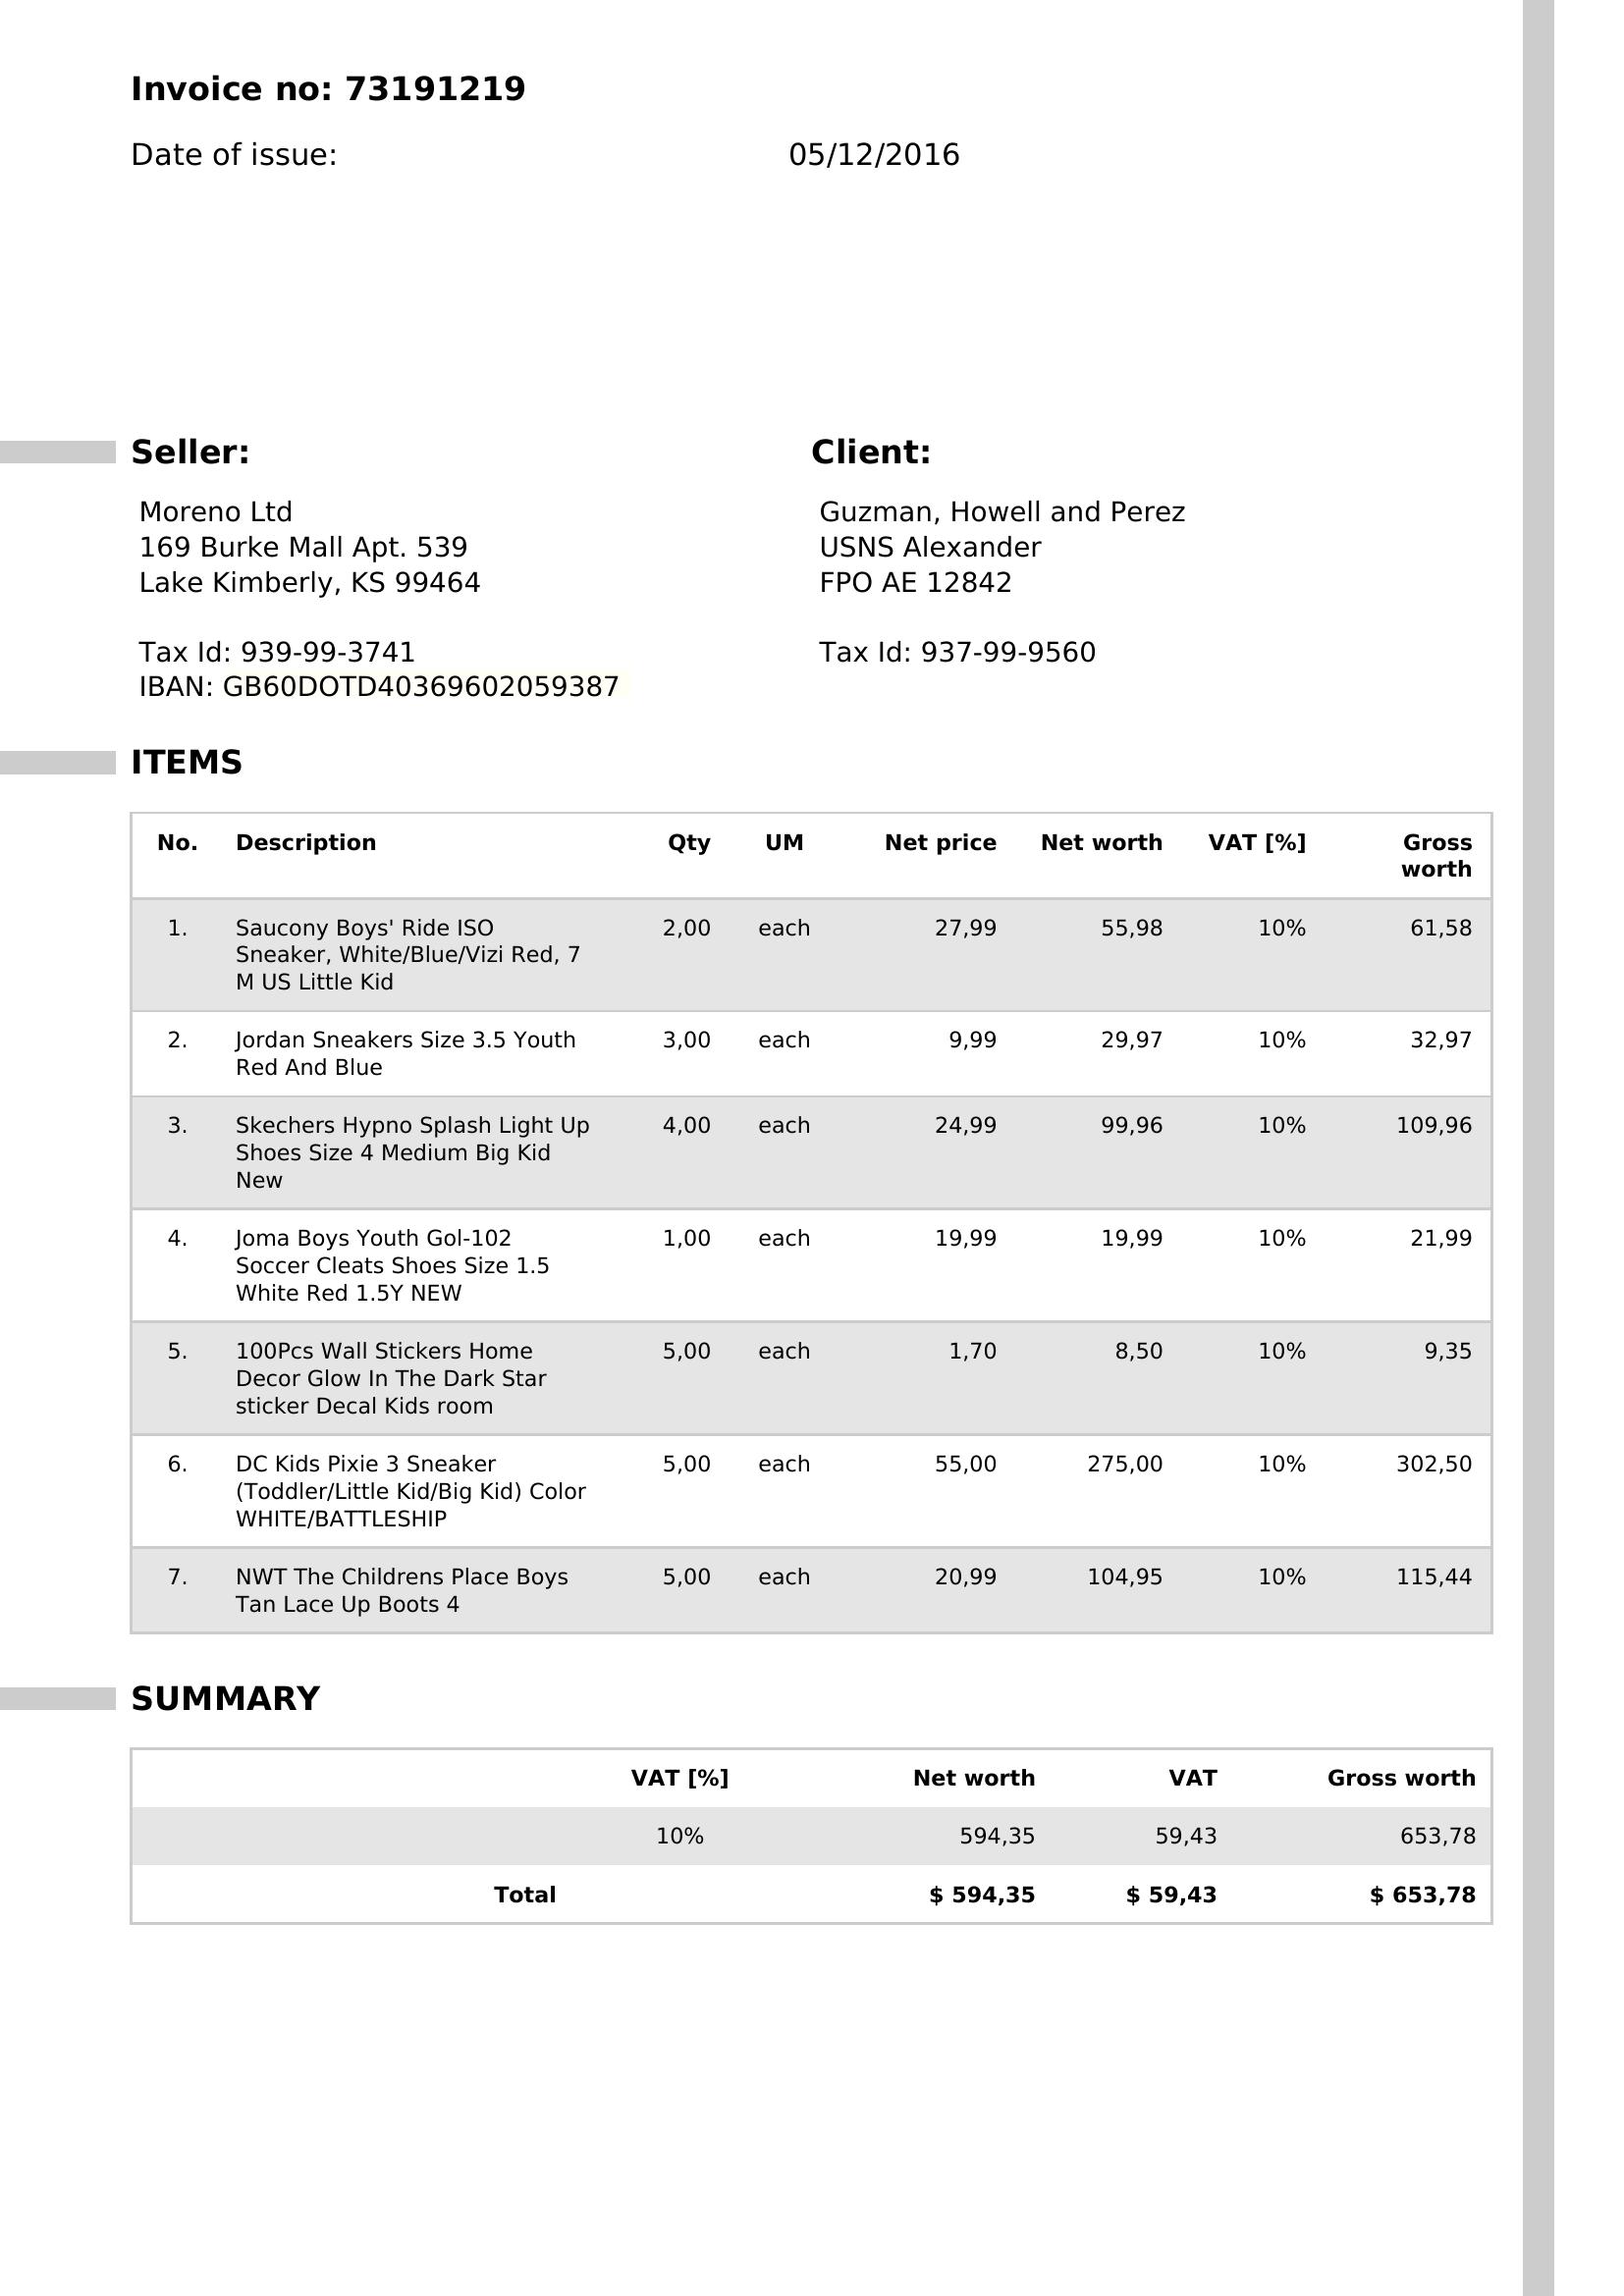 Invoice no: 73191219
Date of issue: 05/12/2016
Seller:
Moreno Ltd
169 Burke Mall Apt. 539
Lake Kimberly, KS 99464
Tax Id: 939-99-3741
IBAN: GB60DOTD40369602059387
Client:
Guzman, Howell and Perez
USNS Alexander
FPO AE 12842
Tax Id: 937-99-9560
ITEMS
No. Description Qty UM Net price Net worth VAT [%] Gross
worth
1. Saucony Boys' Ride ISO 2,00 each 27,99 55,98 10% 61,58
Sneaker, White/Blue/Vizi Red, 7
M US Little Kid
2. Jordan Sneakers Size 3.5 Youth 3,00 each 9,99 29,97 10% 32,97
Red And Blue
3. Skechers Hypno Splash Light Up 4,00 each 24,99 99,96 10% 109,96
Shoes Size 4 Medium Big Kid
New
4. Joma Boys Youth Gol-102 1,00 each 19,99 19,99 10% 21,99
Soccer Cleats Shoes Size 1.5
White Red 1.5Y NEW
5. 100Pcs Wall Stickers Home 5,00 each 1,70 8,50 10% 9,35
Decor Glow In The Dark Star
sticker Decal Kids room
6. DC Kids Pixie 3 Sneaker 5,00 each 55,00 275,00 10% 302,50
(Toddler/Little Kid/Big Kid) Color
WHITE/BATTLESHIP
7. NWT The Childrens Place Boys 5,00 each 20,99 104,95 10% 115,44
Tan Lace Up Boots 4
SUMMARY
VAT [%] Net worth VAT Gross worth
10% 594,35 59,43 653,78
Total $ 594,35 $ 59,43 $ 653,78